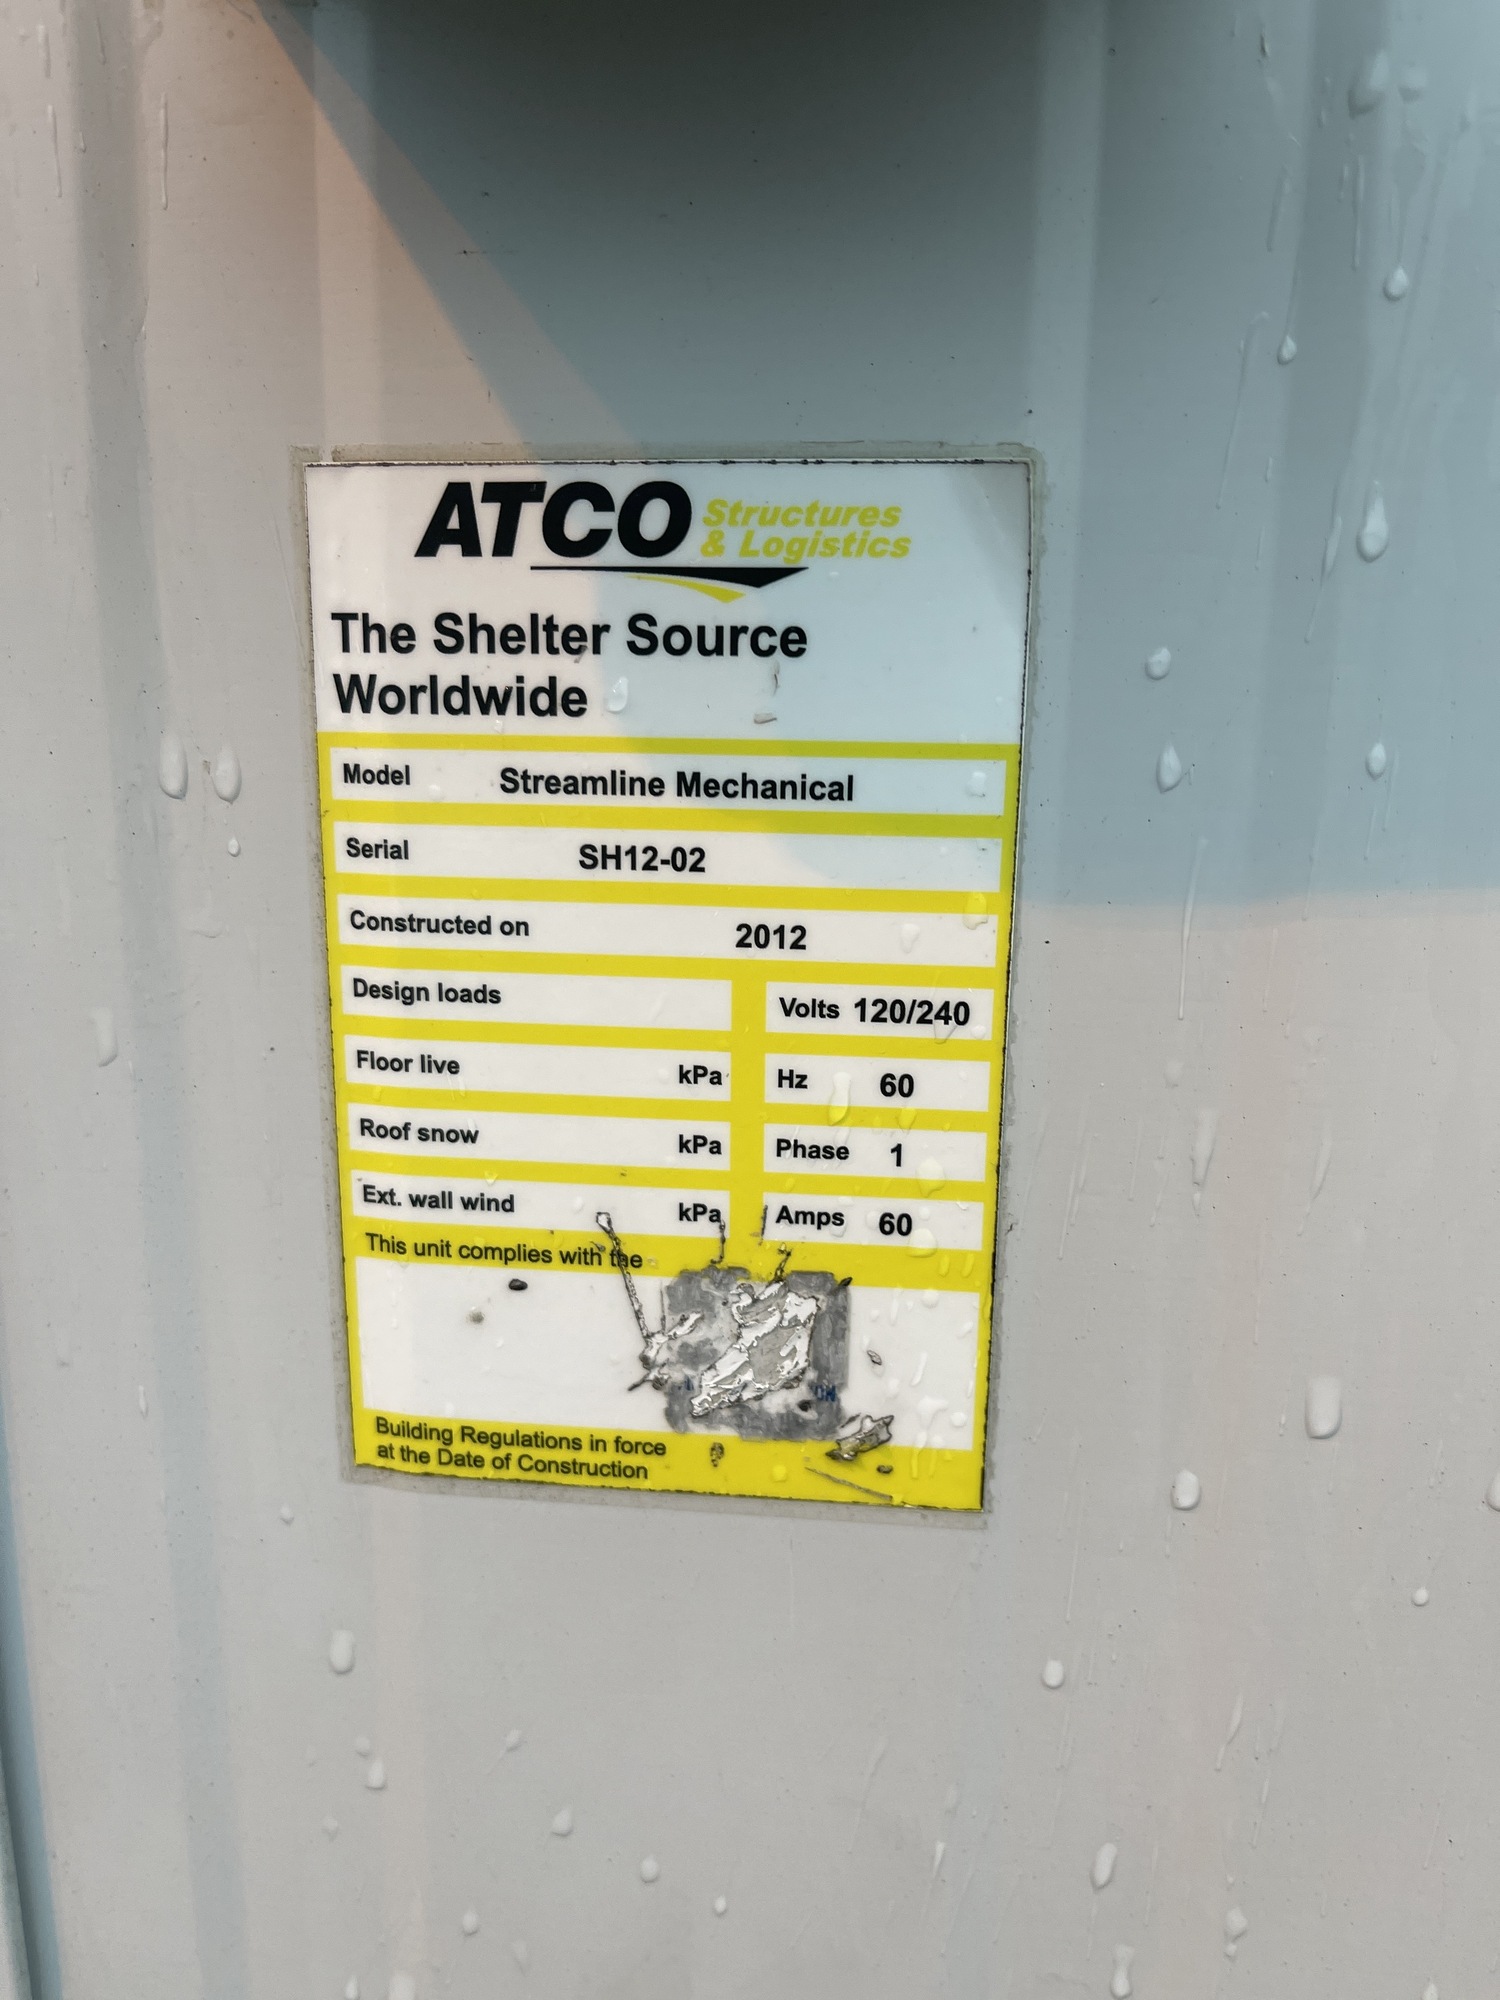 ATCO Structures
& Logistics
The Shelter Source
Worldwide
Model Streamline Mechanical
Serial SH12-02
Constructed on 2012
Design loads
Volts 120/240
Floor live kPa
Hz 60
Roof snow kPa
Phase 1
Ext. wall wind kPa
Amps 60
This unit complies with the
Building Regulations in force
at the Date of Construction